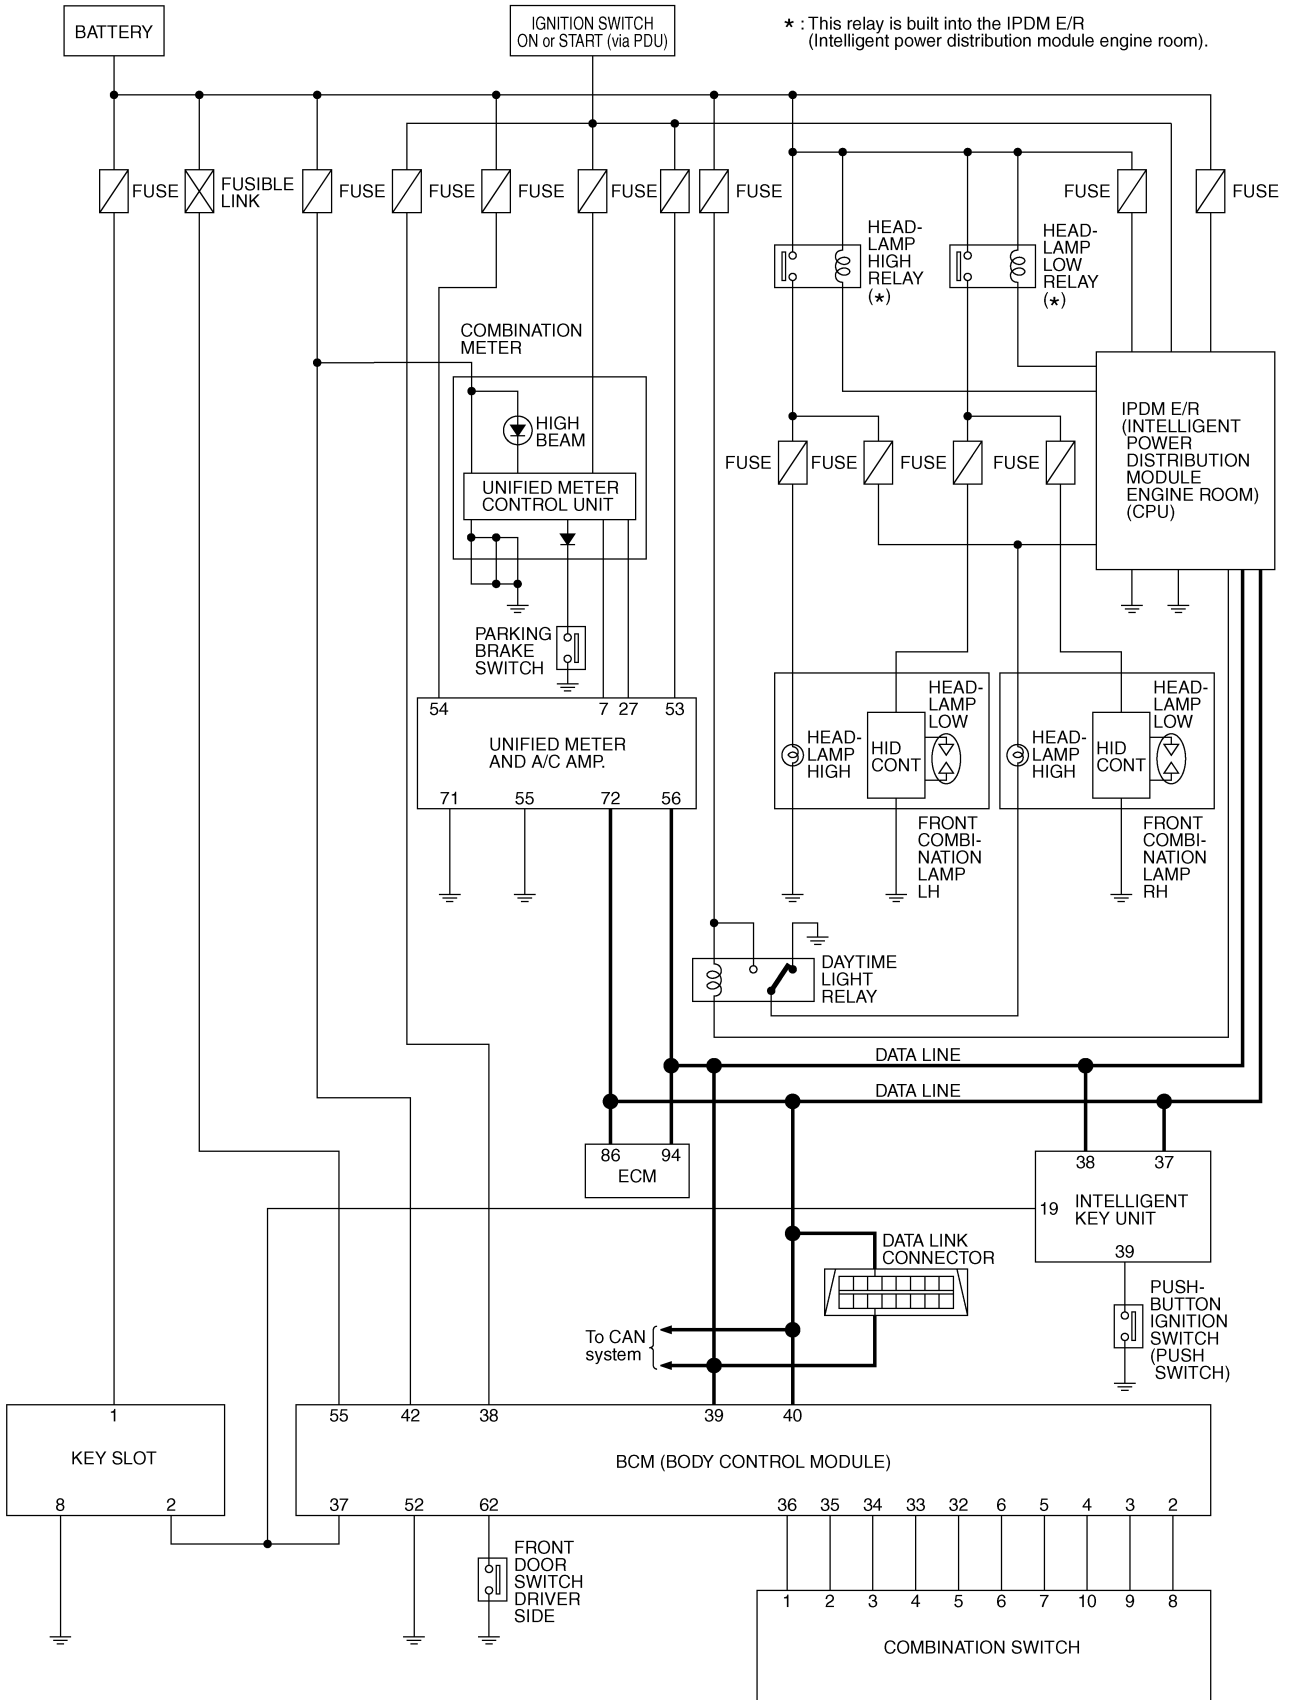 BATTERY
IGNITION SWITCH
ON or START (via PDU)
* : This relay is built into the IPDM E/R
(Intelligent power distribution module engine room).
FUSE
FUSIBLE
LINK
FUSE
FUSE
FUSE
FUSE
FUSE
FUSE
FUSE
HEAD-
LAMP
HIGH
RELAY
(*)
HEAD-
LAMP
LOW
RELAY
(*)
COMBINATION
METER
HIGH
BEAM
UNIFIED METER
CONTROL UNIT
IPDM E/R
(INTELLIGENT
POWER
DISTRIBUTION
MODULE
ENGINE ROOM)
(CPU)
FUSE
FUSE
FUSE
FUSE
PARKING
BRAKE
SWITCH
54
7
27
53
UNIFIED METER
AND A/C AMP.
71
55
72
56
HEAD-
LAMP
HIGH
HID
CONT
HEAD-
LAMP
LOW
FRONT
COMBI-
NATION
LAMP
LH
HEAD-
LAMP
HIGH
HID
CONT
HEAD-
LAMP
LOW
FRONT
COMBI-
NATION
LAMP
RH
DAYTIME
LIGHT
RELAY
DATA LINE
DATA LINE
86
94
ECM
38
37
19
INTELLIGENT
KEY UNIT
39
DATA LINK
CONNECTOR
PUSH-
BUTTON
IGNITION
SWITCH
(PUSH
SWITCH)
To CAN
system
1
KEY SLOT
8
2
55
42
38
39
40
BCM (BODY CONTROL MODULE)
37
52
62
36
35
34
33
32
6
5
4
3
2
FRONT
DOOR
SWITCH
DRIVER
SIDE
1
2
3
4
5
6
7
10
9
8
COMBINATION SWITCH